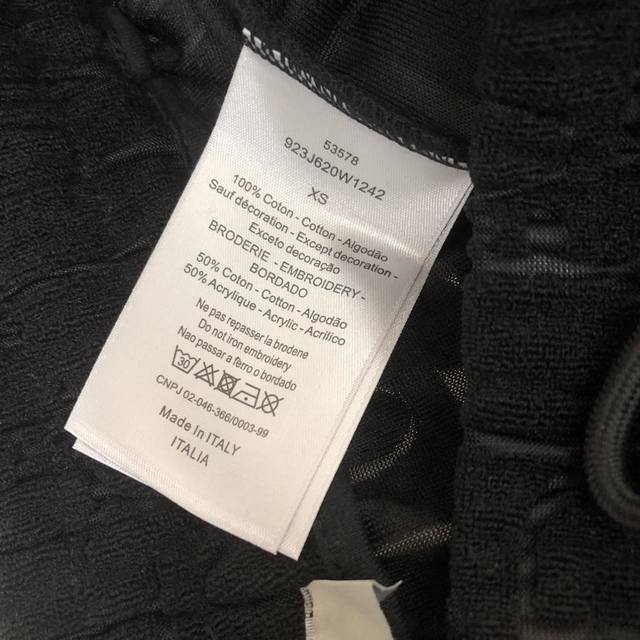 53578
923J620W1242
XS
100% Coton - Cotton - Algodão
Sauf décoration - Except decoration -
Exceto decoração
BRODERIE - EMBROIDERY -
BORDADO
50% Coton - Cotton - Algodão
50% Acrylique - Acrylic - Acrílico
Ne pas repasser la broderie
Do not iron embroidery
Nao passar a ferro o bordado
CNPJ 02-046-366/0003-99
Made In ITALY
ITALIA